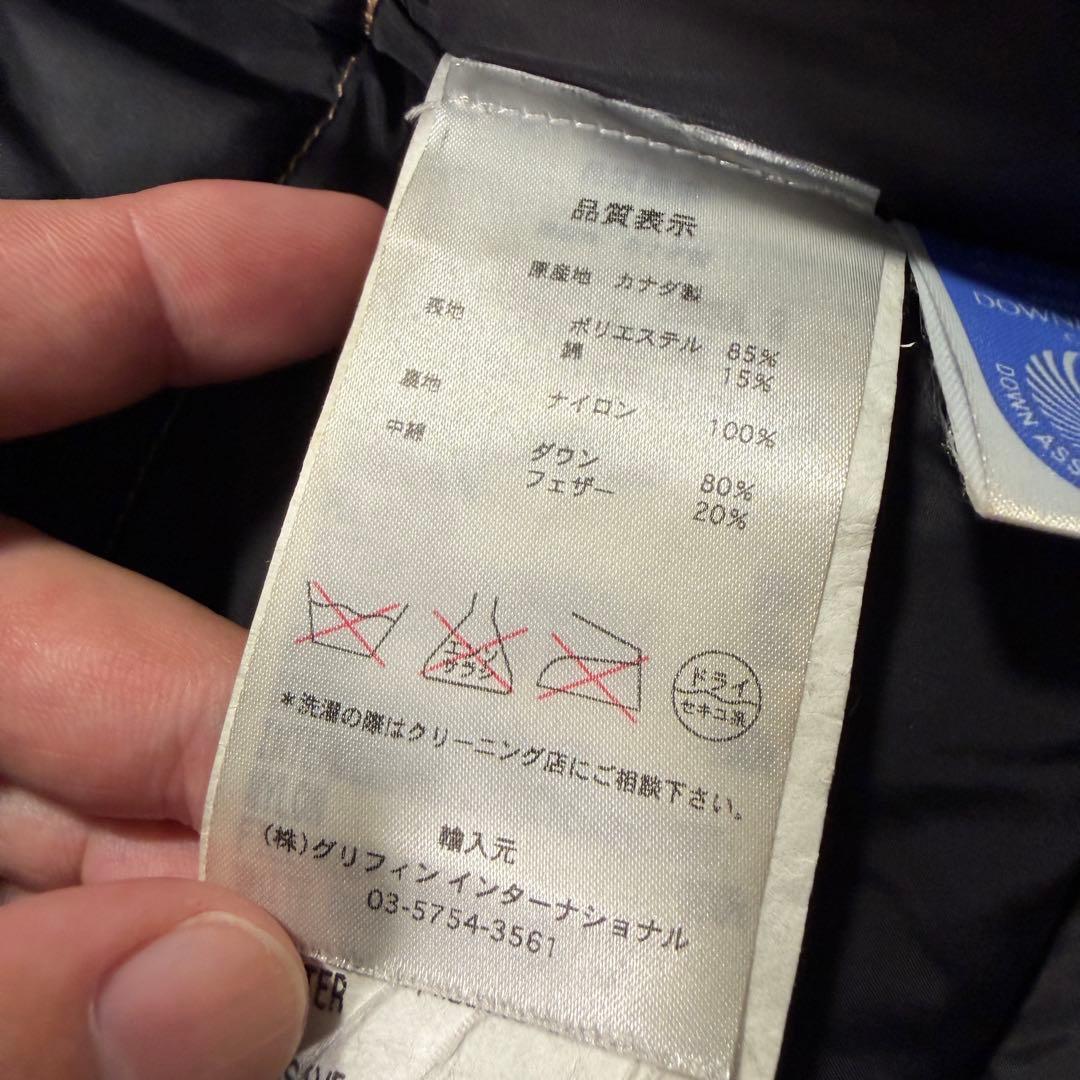 品質表示
原産地 カナダ製
表地 ポリエステル 85%
綿 15%
裏地 ナイロン 100%
中綿 ダウン 80%
フェザー 20%
エンソ
サラシ
ドライ
セキユ系
*洗濯の際はクリーニング店にご相談下さい。
輸入元
(株)グリフィン インターナショナル
03-5754-3561
DOWN
DOWN ASS
TER